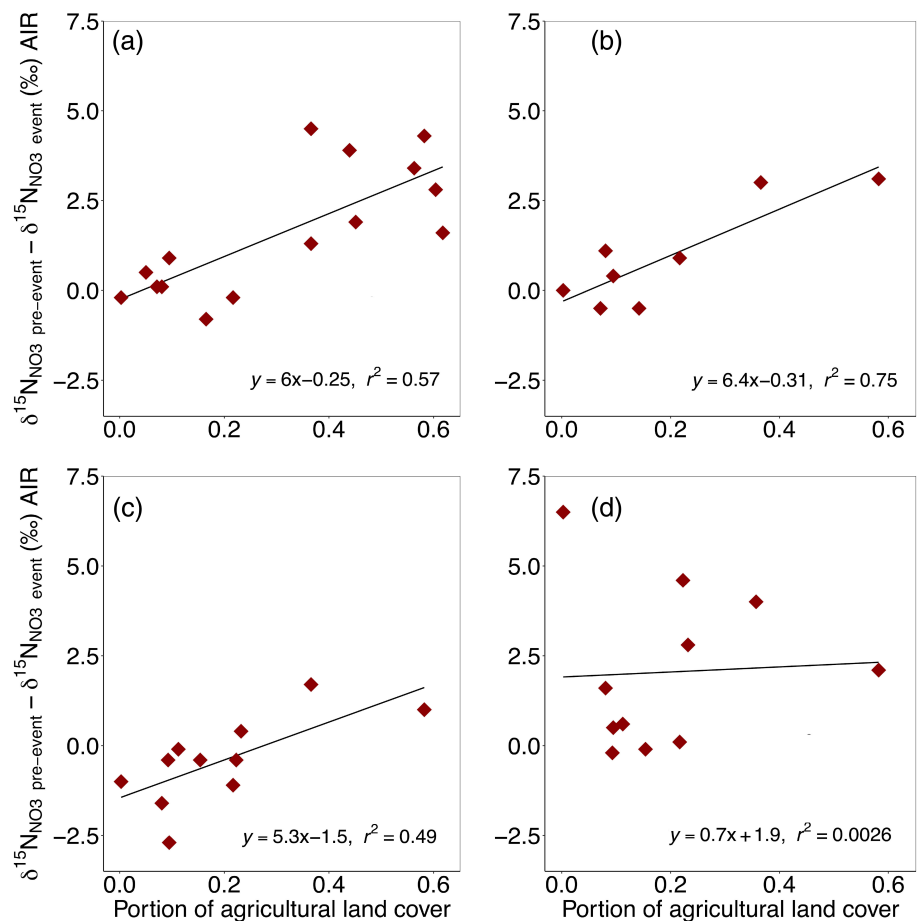 (a)
7.5
5.0
2.5
0.0
−2.5
δ¹⁵N_NO3 pre−event − δ¹⁵N_NO3 event (‰) AIR
y = 6x−0.25, r² = 0.57
0.0 0.2 0.4 0.6
(b)
7.5
5.0
2.5
0.0
−2.5
y = 6.4x−0.31, r² = 0.75
0.0 0.2 0.4 0.6
(c)
7.5
5.0
2.5
0.0
−2.5
δ¹⁵N_NO3 pre−event − δ¹⁵N_NO3 event (‰) AIR
y = 5.3x−1.5, r² = 0.49
0.0 0.2 0.4 0.6
Portion of agricultural land cover
(d)
7.5
5.0
2.5
0.0
−2.5
y = 0.7x + 1.9, r² = 0.0026
0.0 0.2 0.4 0.6
Portion of agricultural land cover